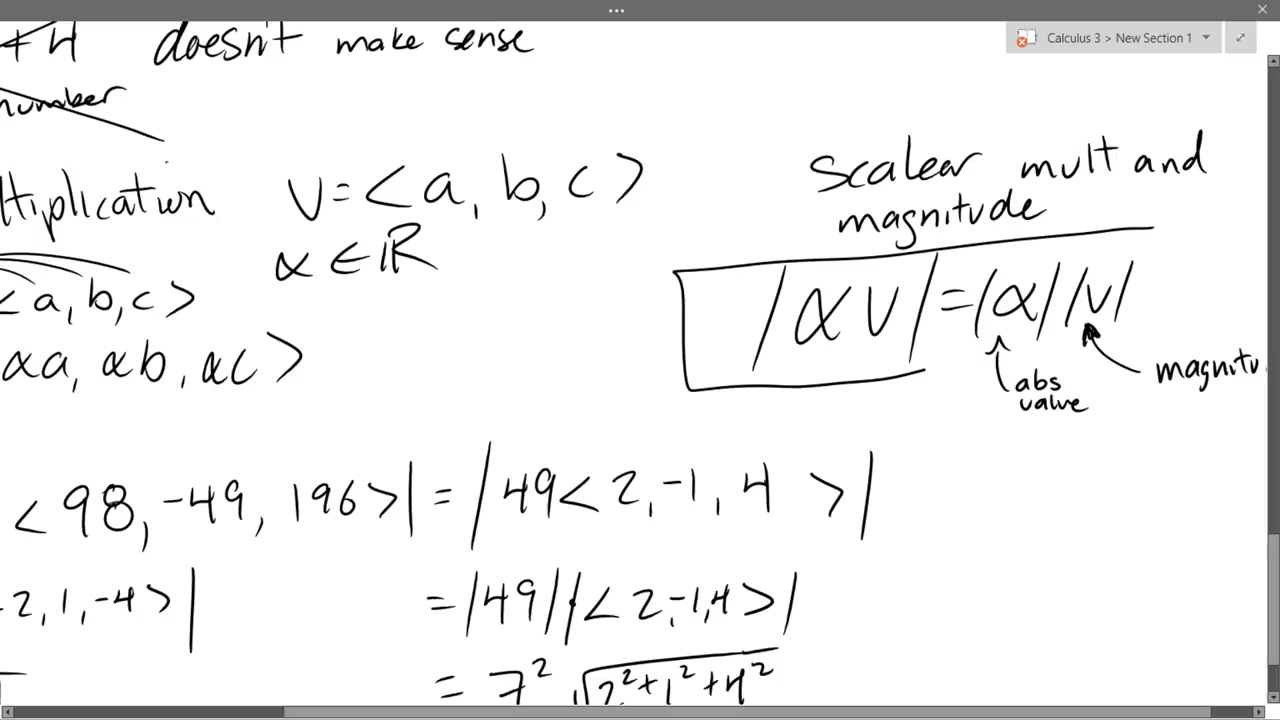 Calculus 3 > New Section 1
4 doesn't make sense
number
ltiplication v = <a, b, c>
α ∈ ℝ
<a, b, c>
αa, αb, αc>
Scalear mult and
magnitude
|αv| = |α||v|
abs
value
magnitu
<98, -49, 196>| = |49<2, -1, 4 >|
2, 1, -4>|
= |49||<2, -1, 4>|
= 7² √2²+1²+4²